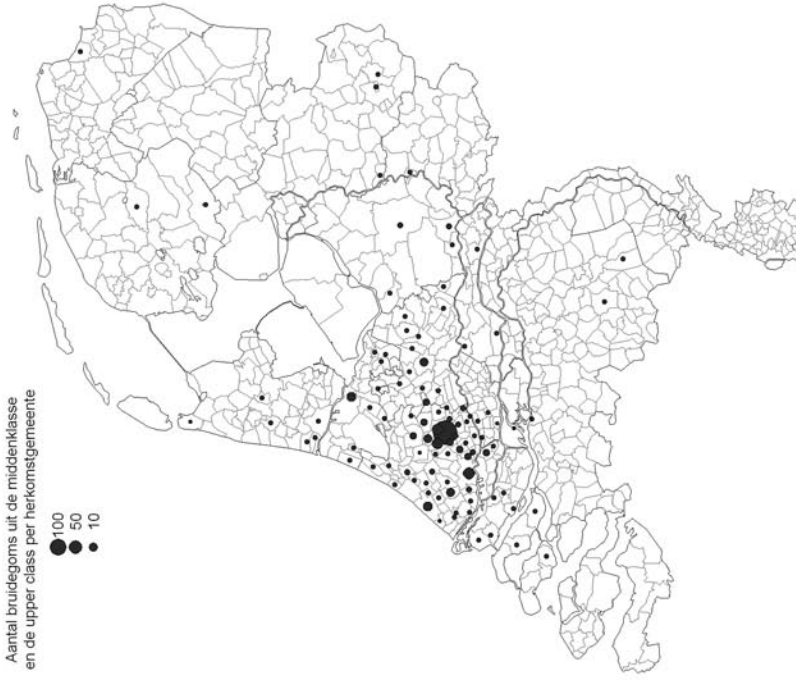 Aantal bruidegoms uit de middenklasse
en de upper class per herkomstgemeente
100
50
10